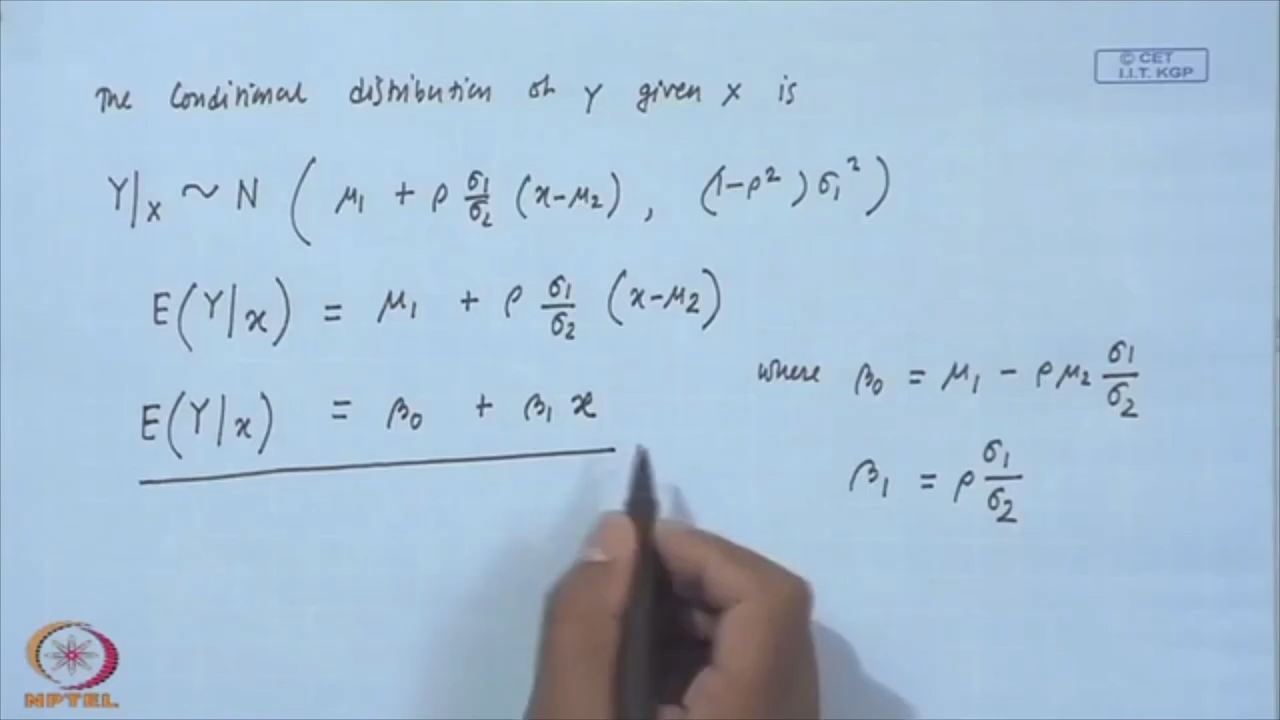 © CET
I.I.T. KGP
The Conditional distribution of Y given X is
Y|x ~ N ( μ₁ + ρ σ₁/σ₂ (x-μ₂) , (1-ρ²) σ₁² )
E(Y|x) = μ₁ + ρ σ₁/σ₂ (x-μ₂)
where β₀ = μ₁ - ρμ₂ σ₁/σ₂
E(Y|x) = β₀ + β₁ x
β₁ = ρ σ₁/σ₂
NPTEL